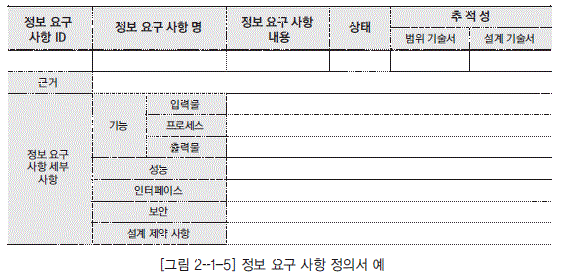 정보 요구 사항 ID
정보 요구 사항 명
정보 요구 사항 내용
상태
추 적 성
범위 기술서
설계 기술서
근거
정보 요구 사항 세부 사항
기능
입력물
프로세스
출력물
성능
인터페이스
보안
설계 제약 사항
[그림 2--1-5] 정보 요구 사항 정의서 예